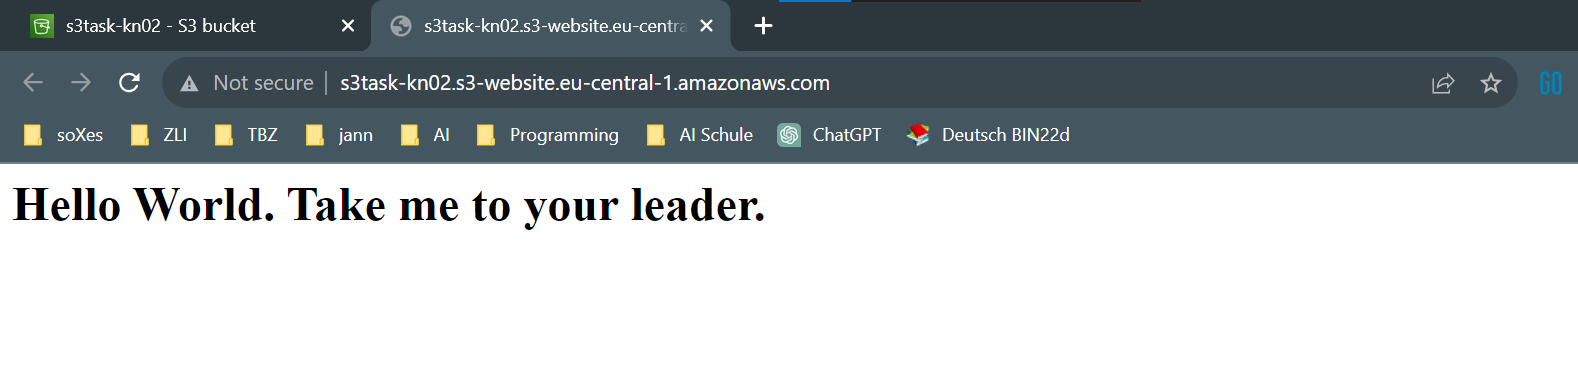 s3task-kn02 - S3 bucket s3task-kn02.s3-website.eu-centra
Not secure s3task-kn02.s3-website.eu-central-1.amazonaws.com GO
soXes ZLI TBZ jann AI Programming AI Schule ChatGPT Deutsch BIN22d
Hello World. Take me to your leader.